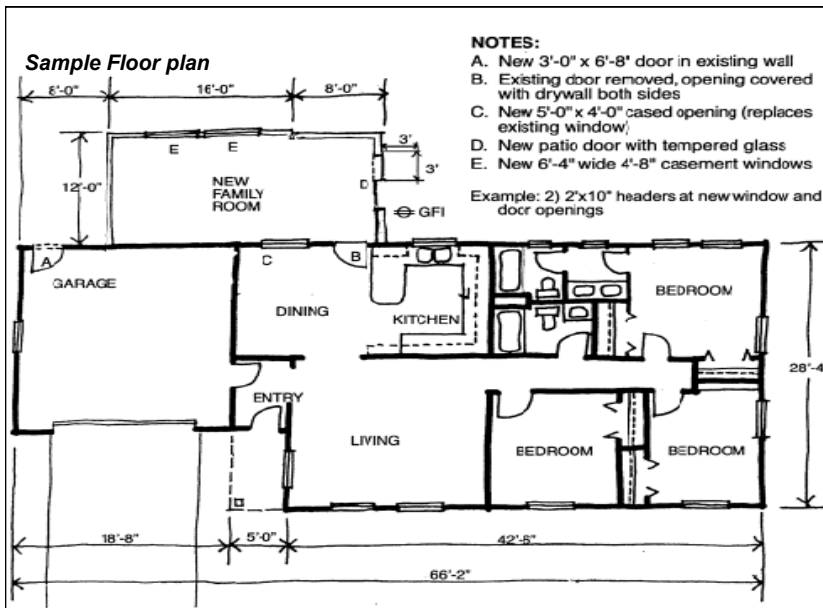 Sample Floor plan
8'-0"
16'-0"
8'-0"
NOTES:
A. New 3'-0" x 6'-8" door in existing wall
B. Existing door removed, opening covered
with drywall both sides
C. New 5'-0" x 4'-0" cased opening (replaces
existing window)
D. New patio door with tempered glass
E. New 6'-4" wide 4'-8" casement windows
Example: 2) 2"x10" headers at new window and
door openings
E
E
3'
3'
D
12'-0"
NEW
FAMILY
ROOM
GFI
A
C
B
GARAGE
DINING
KITCHEN
BEDROOM
28'-4
ENTRY
LIVING
BEDROOM
BEDROOM
18'-8"
5'-0"
42'-6"
66'-2"